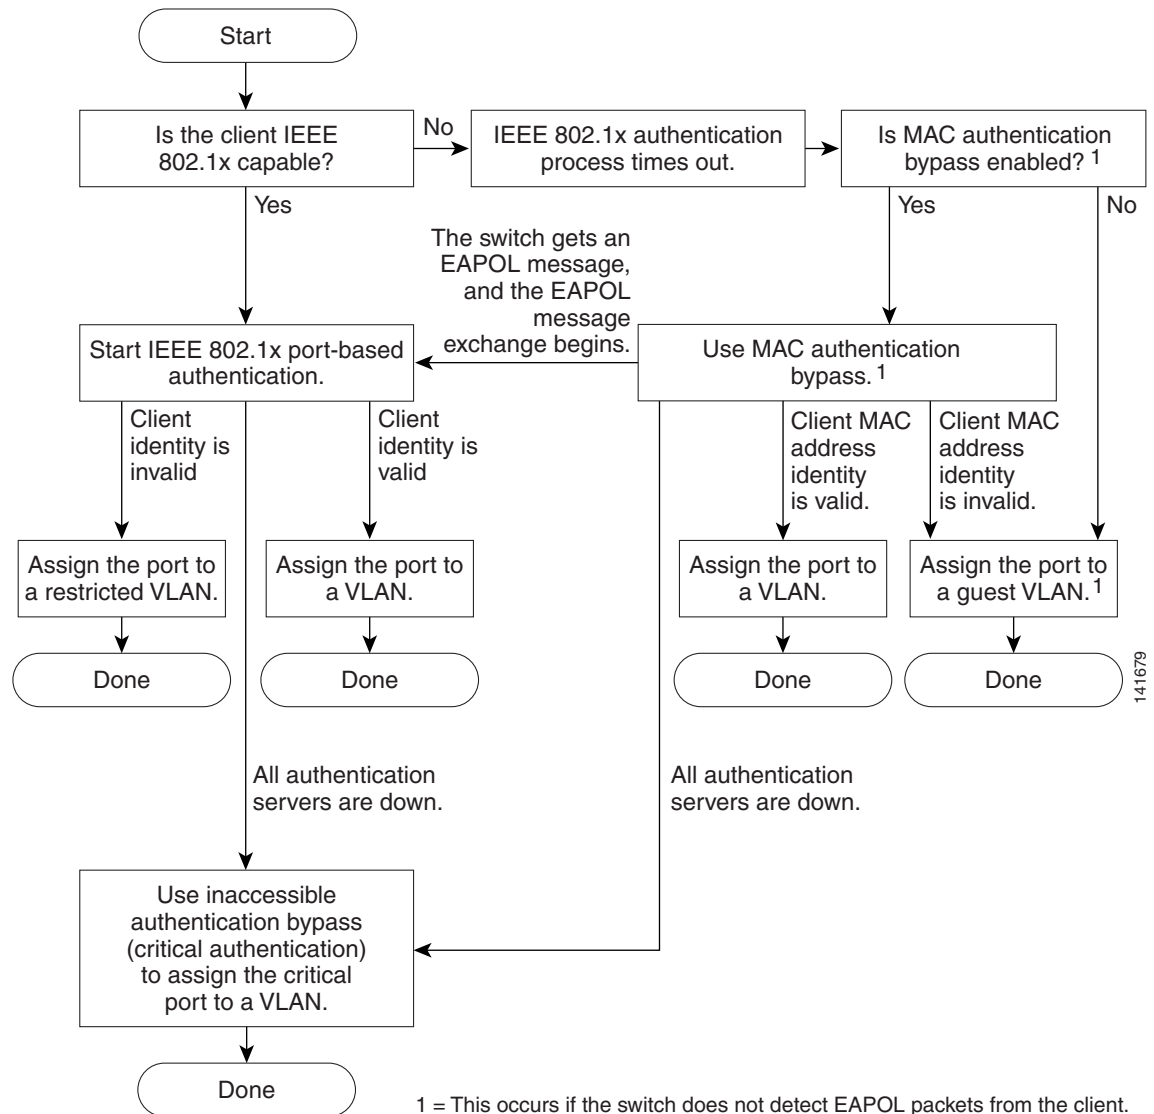 Start
Is the client IEEE
802.1x capable?
No
IEEE 802.1x authentication
process times out.
Is MAC authentication
bypass enabled? 1
Yes
Yes
No
The switch gets an
EAPOL message,
and the EAPOL
message
exchange begins.
Start IEEE 802.1x port-based
authentication.
Use MAC authentication
bypass. 1
Client
identity is
invalid
Client
identity is
valid
Client MAC
address
identity
is valid.
Client MAC
address
identity
is invalid.
Assign the port to
a restricted VLAN.
Assign the port to
a VLAN.
Assign the port to
a VLAN.
Assign the port to
a guest VLAN. 1
Done
Done
Done
Done
141679
All authentication
servers are down.
All authentication
servers are down.
Use inaccessible
authentication bypass
(critical authentication)
to assign the critical
port to a VLAN.
Done
1 = This occurs if the switch does not detect EAPOL packets from the client.